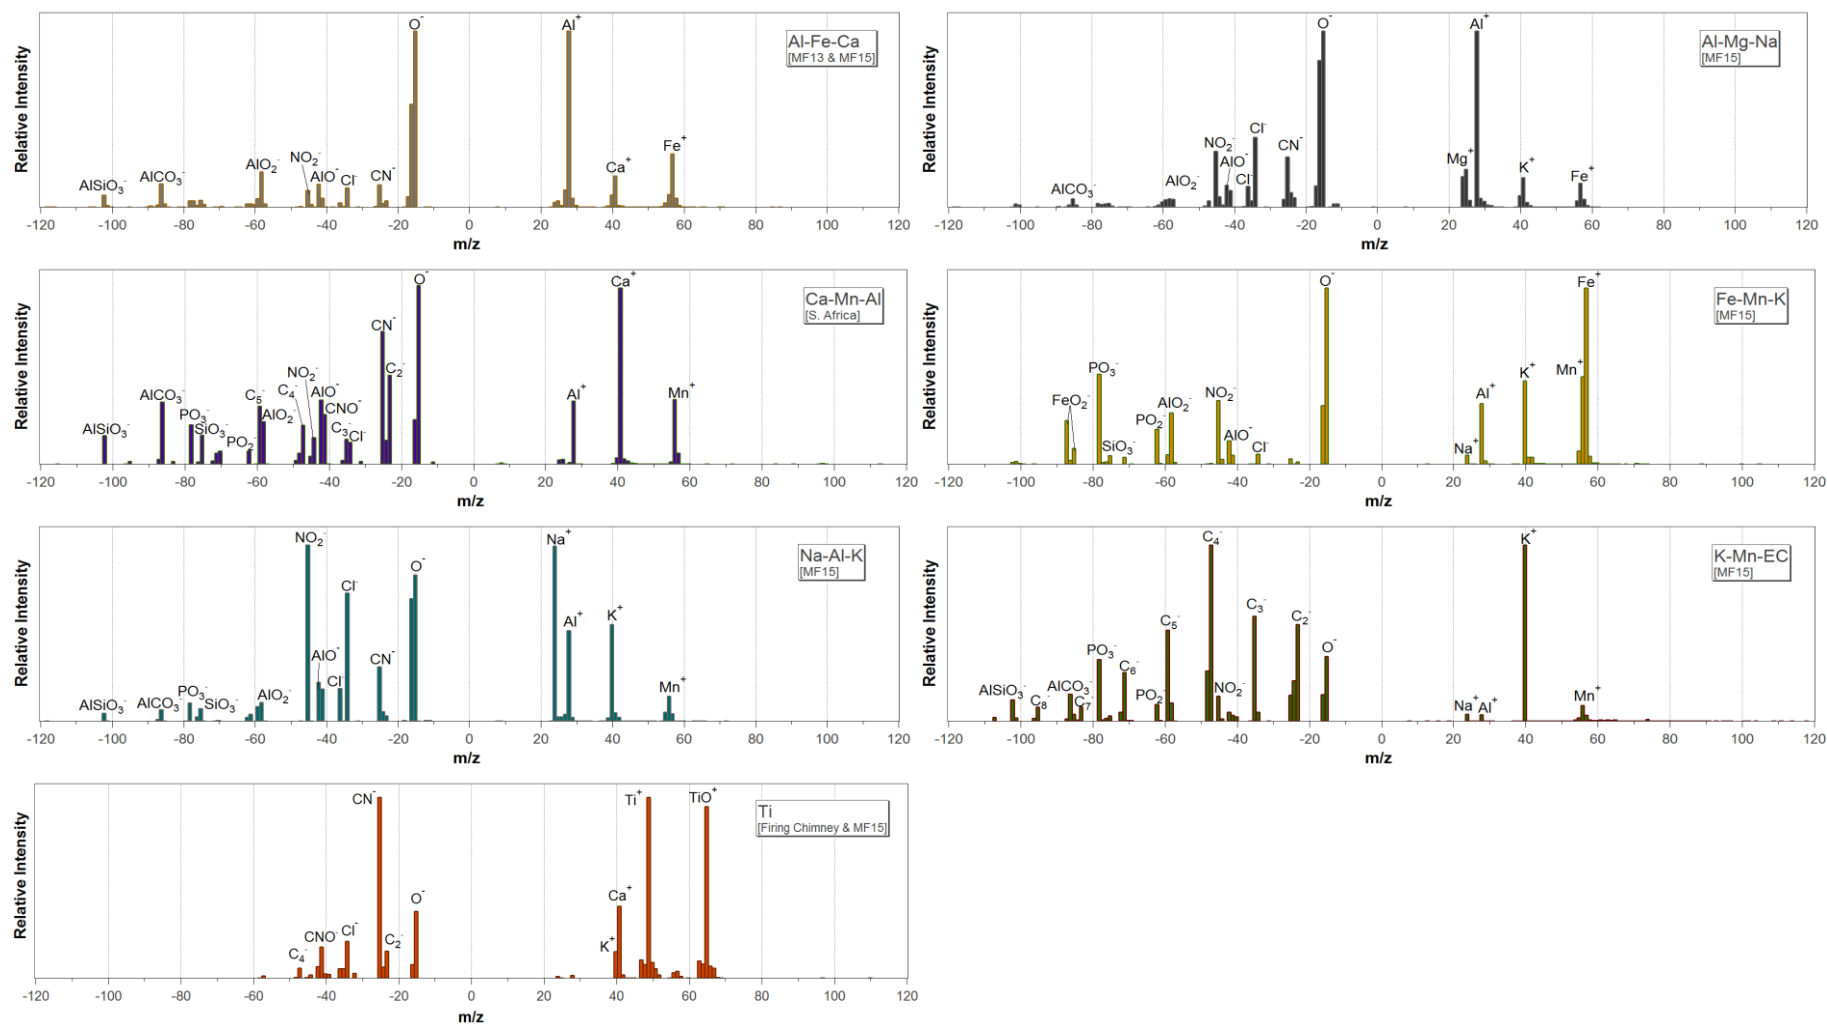 Relative Intensity
Al-Fe-Ca
[MF13 & MF15]
AlSiO3-
AlCO3-
AlO2-
NO2-
AlO-
Cl-
CN-
O-
Al+
Ca+
Fe+
-120 -100 -80 -60 -40 -20 0 20 40 60 80 100 120
m/z
Relative Intensity
Al-Mg-Na
[MF15]
AlCO3-
AlO2-
NO2-
AlO-
Cl-
Cl-
CN-
O-
Mg+
Al+
K+
Fe+
-120 -100 -80 -60 -40 -20 0 20 40 60 80 100 120
m/z
Relative Intensity
Ca-Mn-Al
[S. Africa]
AlSiO3-
AlCO3-
PO3-
SiO3-
PO2-
C5-
AlO2-
C4-
NO2-
AlO-
CNO-
C3-
Cl-
CN-
C2-
O-
Al+
Ca+
Mn+
-120 -100 -80 -60 -40 -20 0 20 40 60 80 100 120
m/z
Relative Intensity
Fe-Mn-K
[MF15]
FeO2-
PO3-
SiO3-
PO2-
AlO2-
NO2-
AlO-
Cl-
O-
Na+
Al+
K+
Mn+
Fe+
-120 -100 -80 -60 -40 -20 0 20 40 60 80 100 120
m/z
Relative Intensity
Na-Al-K
[MF15]
AlSiO3-
AlCO3-
PO3-
SiO3-
AlO2-
NO2-
AlO-
Cl-
Cl-
CN-
O-
Na+
Al+
K+
Mn+
-120 -100 -80 -60 -40 -20 0 20 40 60 80 100 120
m/z
Relative Intensity
K-Mn-EC
[MF15]
AlSiO3-
C8-
AlCO3-
C7-
PO3-
C6-
PO2-
C5-
C4-
NO2-
C3-
C2-
O-
Na+
Al+
K+
Mn+
-120 -100 -80 -60 -40 -20 0 20 40 60 80 100 120
m/z
Relative Intensity
Ti
[Firing Chimney & MF15]
C4-
CNO-
Cl-
CN-
C2-
O-
K+
Ca+
Ti+
TiO+
-120 -100 -80 -60 -40 -20 0 20 40 60 80 100 120
m/z